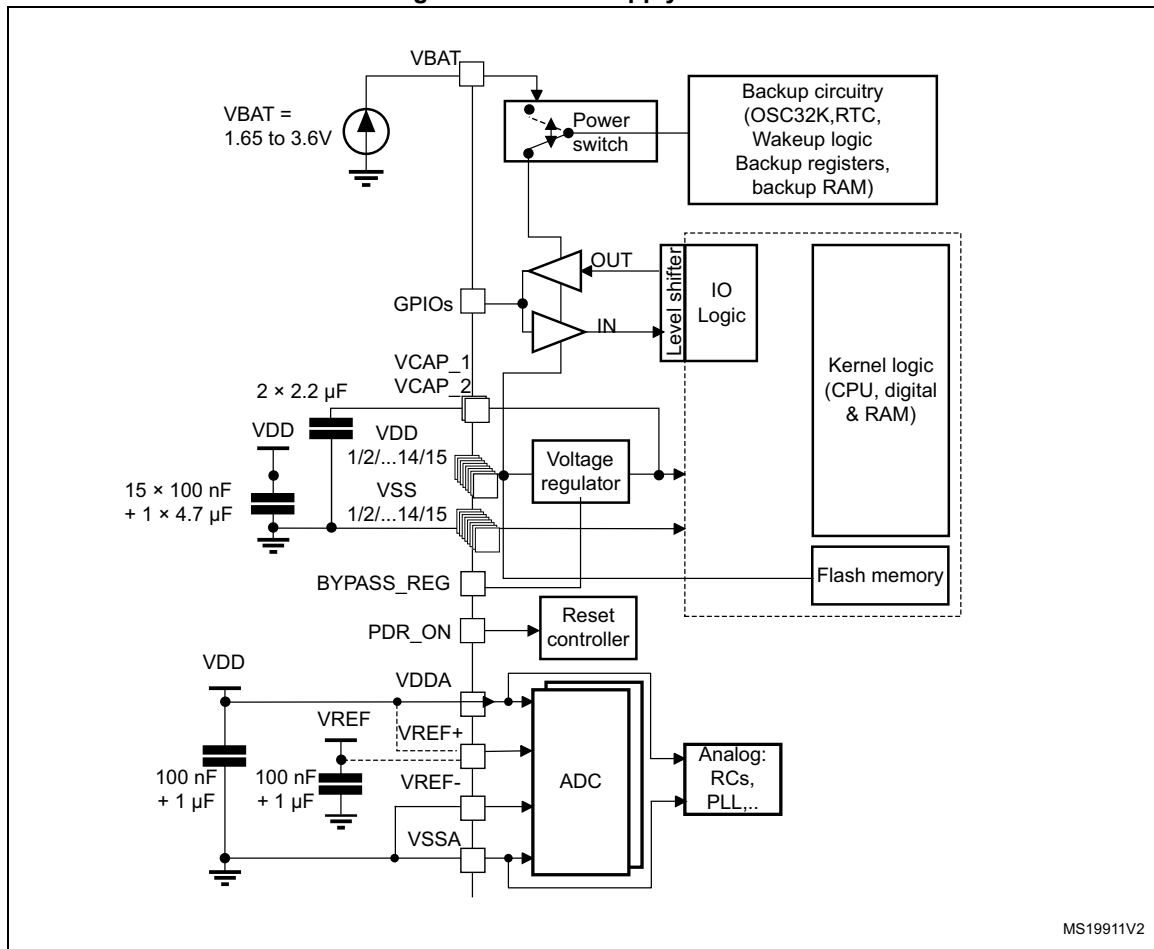 VBAT
VBAT =
1.65 to 3.6V
Power
switch
Backup circuitry
(OSC32K,RTC,
Wakeup logic
Backup registers,
backup RAM)
OUT
GPIOs
IN
Level shifter
IO
Logic
Kernel logic
(CPU, digital
& RAM)
VCAP_1
VCAP_2
2 × 2.2 µF
VDD
VDD
1/2/...14/15
Voltage
regulator
15 × 100 nF
+ 1 × 4.7 µF
VSS
1/2/...14/15
Flash memory
BYPASS_REG
PDR_ON
Reset
controller
VDD
VDDA
VREF
VREF+
100 nF
+ 1 µF
100 nF
+ 1 µF
VREF-
ADC
Analog:
RCs,
PLL,..
VSSA
MS19911V2